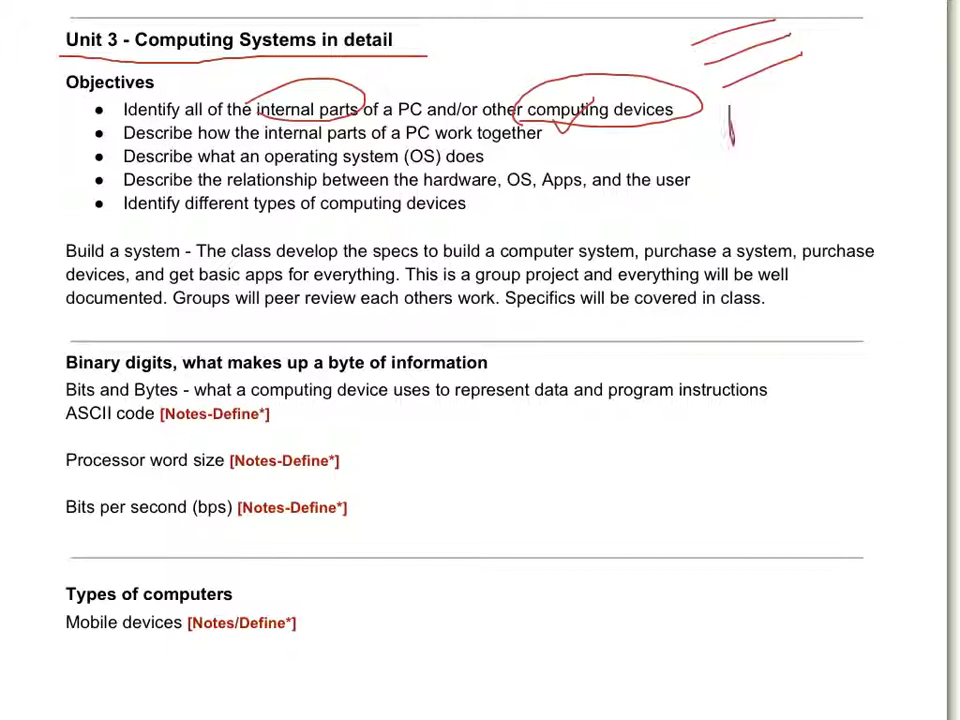 Unit 3 - Computing Systems in detail
Objectives
● Identify all of the internal parts of a PC and/or other computing devices
● Describe how the internal parts of a PC work together
● Describe what an operating system (OS) does
● Describe the relationship between the hardware, OS, Apps, and the user
● Identify different types of computing devices
Build a system - The class develop the specs to build a computer system, purchase a system, purchase
devices, and get basic apps for everything. This is a group project and everything will be well
documented. Groups will peer review each others work. Specifics will be covered in class.
Binary digits, what makes up a byte of information
Bits and Bytes - what a computing device uses to represent data and program instructions
ASCII code [Notes-Define*]
Processor word size [Notes-Define*]
Bits per second (bps) [Notes-Define*]
Types of computers
Mobile devices [Notes/Define*]